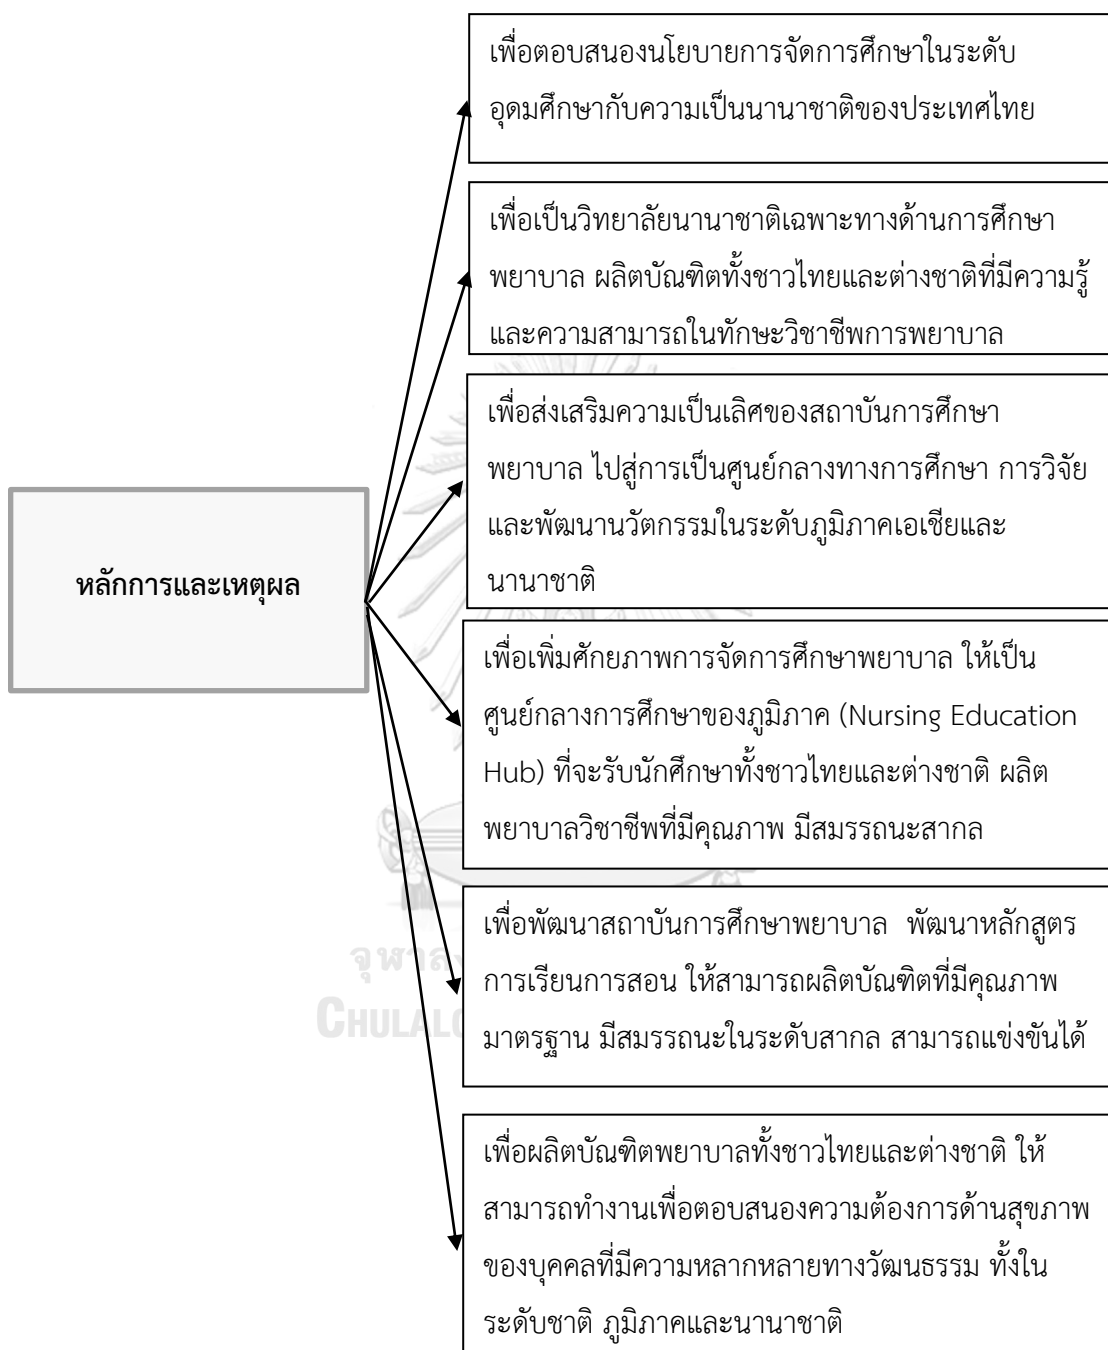 เพื่อตอบสนองนโยบายการจัดการศึกษาในระดับ
อุดมศึกษากับความเป็นนานาชาติของประเทศไทย
เพื่อเป็นวิทยาลัยนานาชาติเฉพาะทางด้านการศึกษา
พยาบาล ผลิตบัณฑิตทั้งชาวไทยและต่างชาติที่มีความรู้
และความสามารถในทักษะวิชาชีพการพยาบาล
เพื่อส่งเสริมความเป็นเลิศของสถาบันการศึกษา
พยาบาล ไปสู่การเป็นศูนย์กลางทางการศึกษา การวิจัย
และพัฒนานวัตกรรมในระดับภูมิภาคเอเชียและ
นานาชาติ
หลักการและเหตุผล
เพื่อเพิ่มศักยภาพการจัดการศึกษาพยาบาล ให้เป็น
ศูนย์กลางการศึกษาของภูมิภาค (Nursing Education
Hub) ที่จะรับนักศึกษาทั้งชาวไทยและต่างชาติ ผลิต
พยาบาลวิชาชีพที่มีคุณภาพ มีสมรรถนะสากล
เพื่อพัฒนาสถาบันการศึกษาพยาบาล  พัฒนาหลักสูตร
การเรียนการสอน ให้สามารถผลิตบัณฑิตที่มีคุณภาพ
มาตรฐาน มีสมรรถนะในระดับสากล สามารถแข่งขันได้
เพื่อผลิตบัณฑิตพยาบาลทั้งชาวไทยและต่างชาติ ให้
สามารถทำงานเพื่อตอบสนองความต้องการด้านสุขภาพ
ของบุคคลที่มีความหลากหลายทางวัฒนธรรม ทั้งใน
ระดับชาติ ภูมิภาคและนานาชาติ